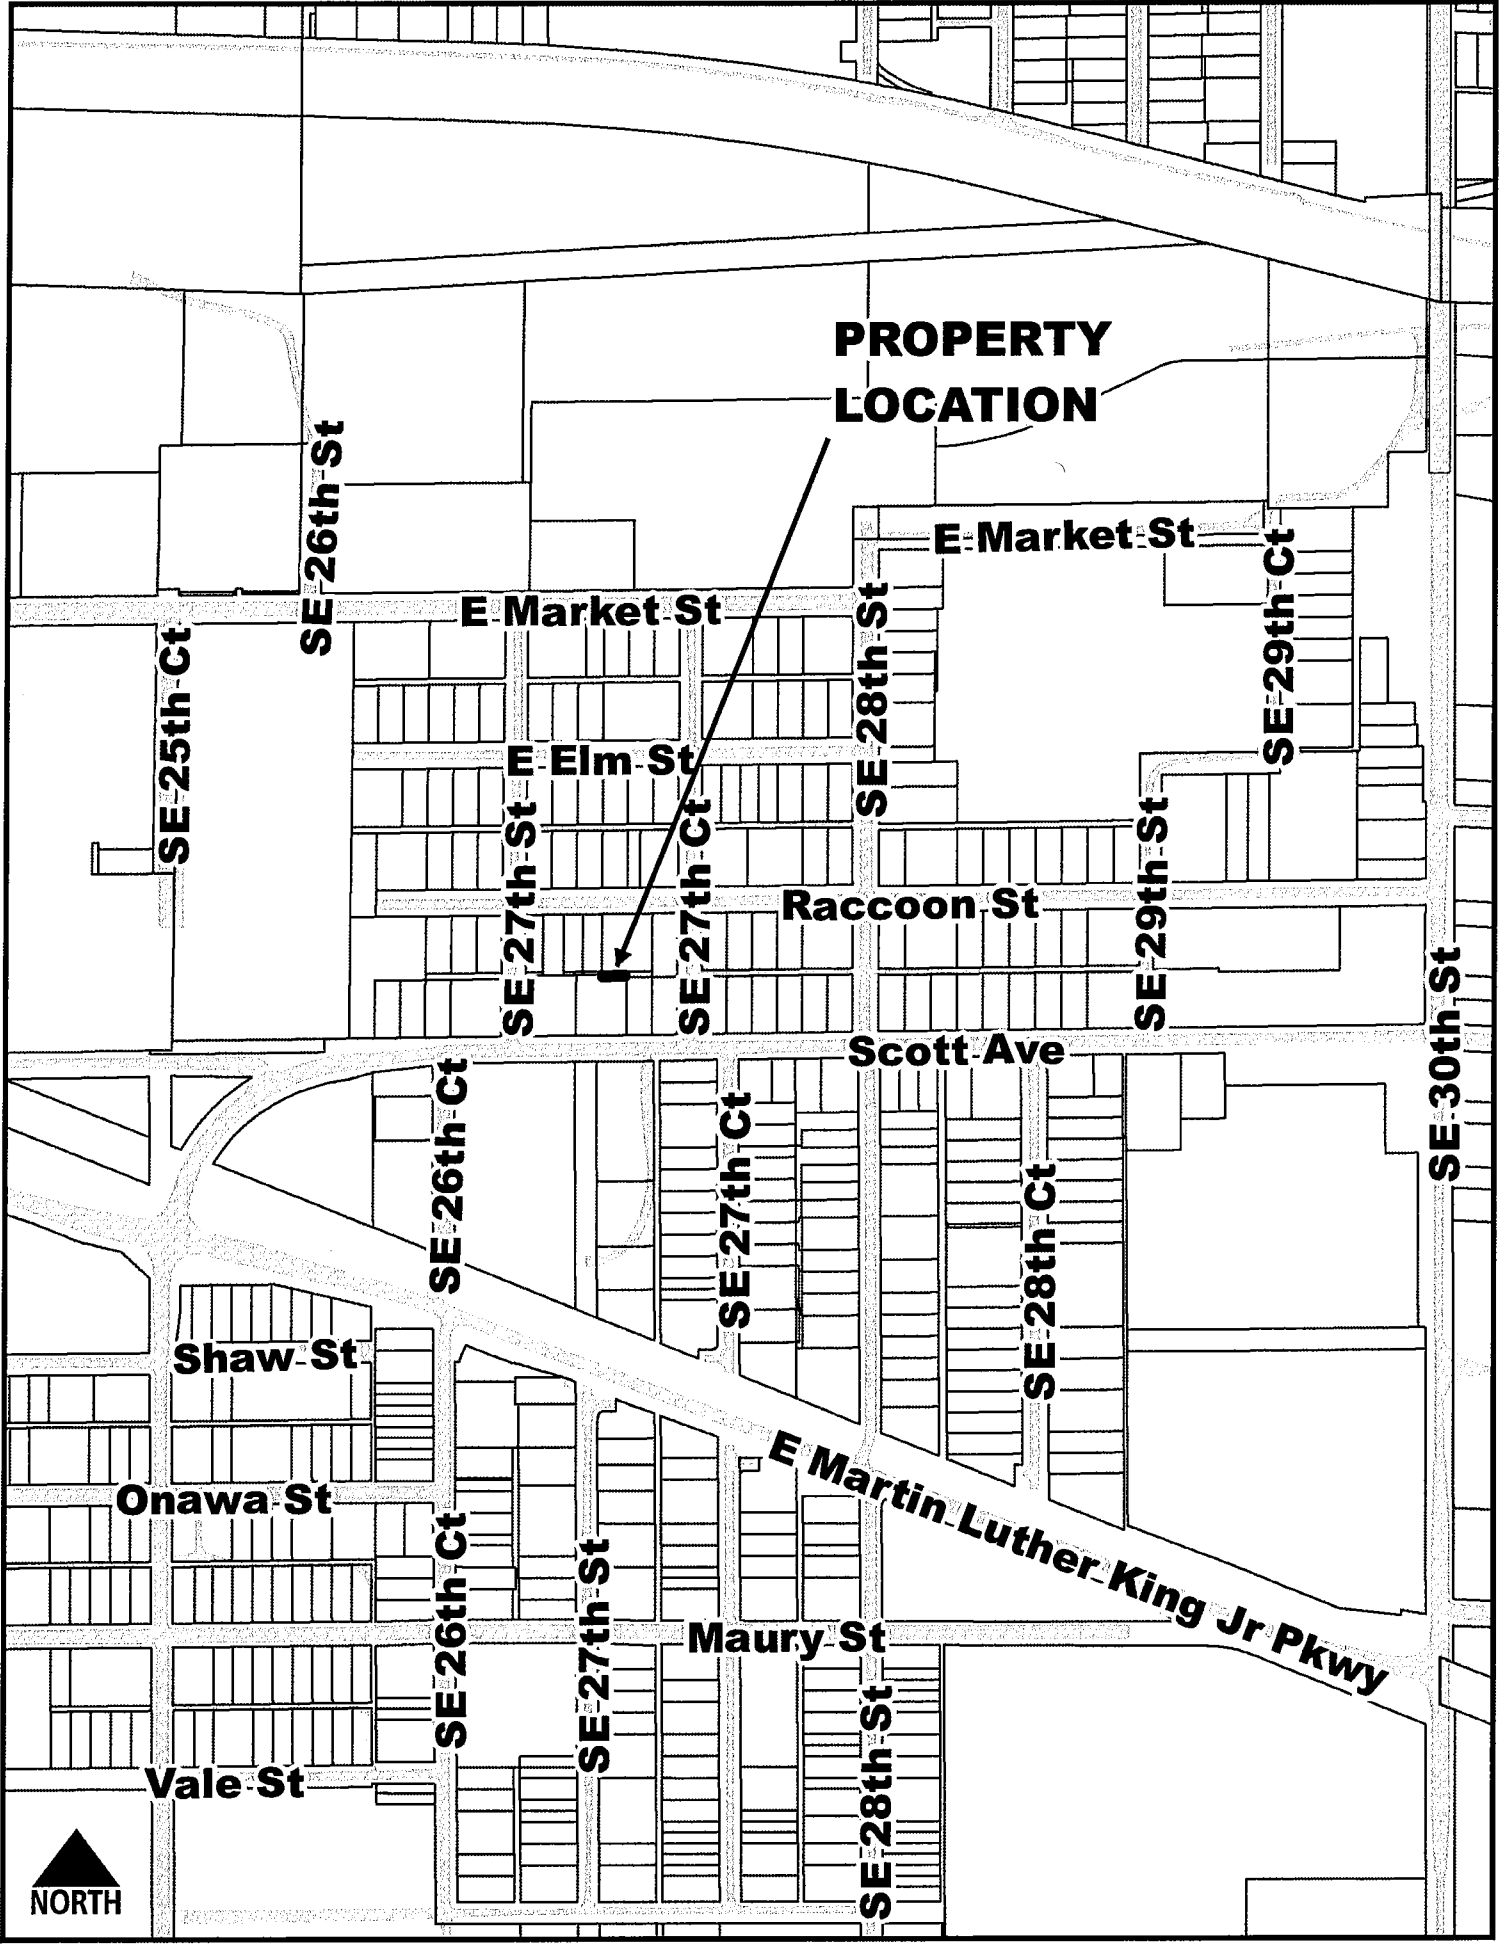 PROPERTY
LOCATION
SE 26th St
E Market St
SE 29th Ct
E Market St
SE 28th St
SE 25th Ct
E Elm St
SE 27th St
SE 27th Ct
SE 29th St
Raccoon St
SE 30th St
Scott Ave
SE 26th Ct
SE 27th Ct
SE 28th Ct
Shaw St
E Martin Luther King Jr Pkwy
Onawa St
SE 26th Ct
SE 27th St
Maury St
SE 28th St
Vale St
NORTH